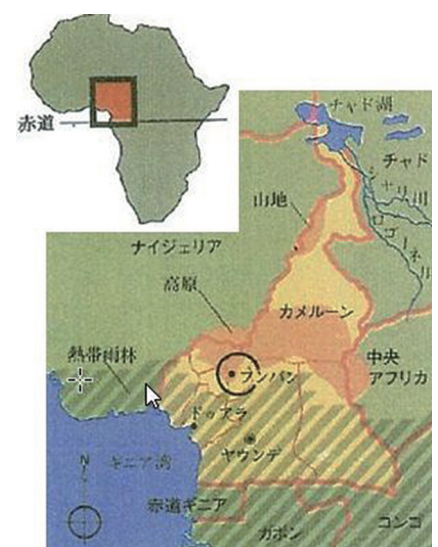 赤道
チャド湖
チャド
シャリ川
ロゴーネ川
山地
ナイジェリア
高原
カメルーン
熱帯雨林
フンバン
中央
アフリカ
ドゥアラ
ヤウンデ
N
ギニア湾
赤道ギニア
ガボン
コンゴ